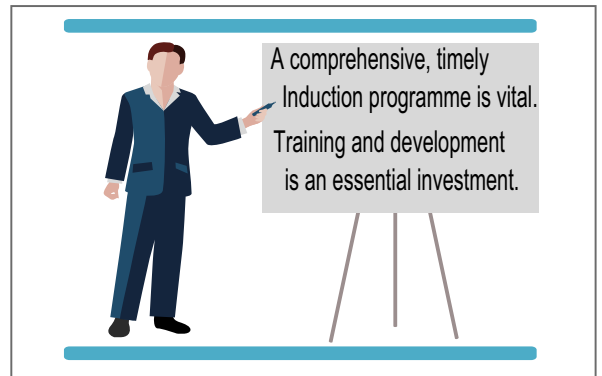 A comprehensive, timely
Induction programme is vital.
Training and development
is an essential investment.